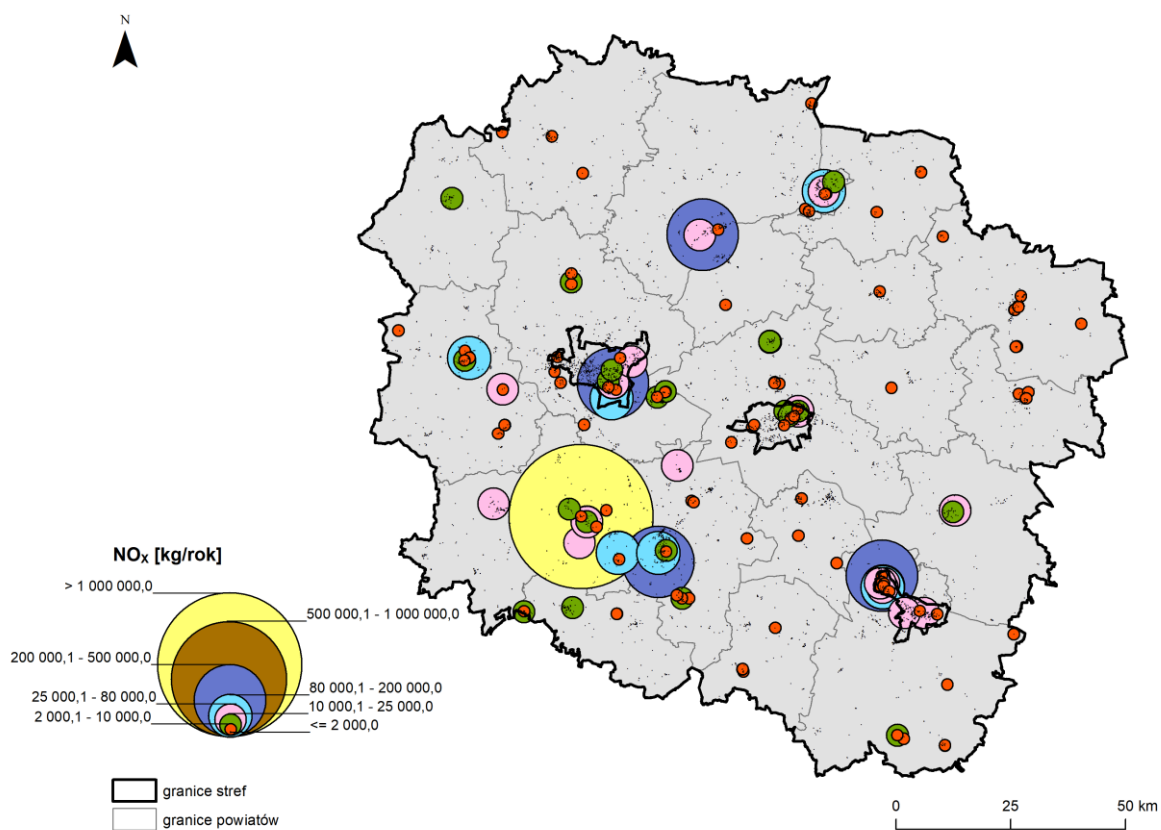 N
NOx [kg/rok]
> 1 000 000,0
500 000,1 - 1 000 000,0
200 000,1 - 500 000,0
80 000,1 - 200 000,0
25 000,1 - 80 000,0
10 000,1 - 25 000,0
2 000,1 - 10 000,0
<= 2 000,0
granice stref
granice powiatów
0 25 50 km